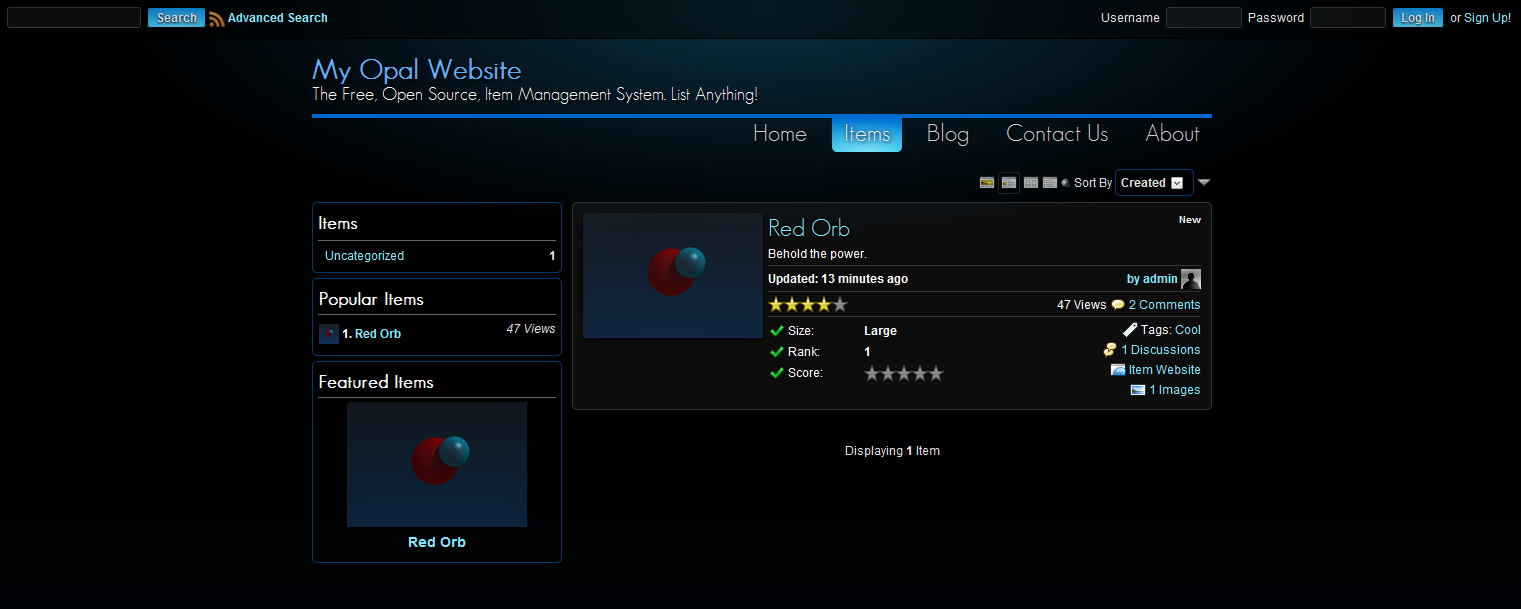 Search Advanced Search Username Password Log In or Sign Up!
My Opal Website
The Free, Open Source, Item Management System. List Anything!
Home Items Blog Contact Us About
Sort By Created
Items
Uncategorized 1
Popular Items
1. Red Orb 47 Views
Featured Items
Red Orb
Red Orb New
Behold the power.
Updated: 13 minutes ago by admin
47 Views 2 Comments
Size: Large Tags: Cool
Rank: 1 1 Discussions
Score: Item Website
1 Images
Displaying 1 Item